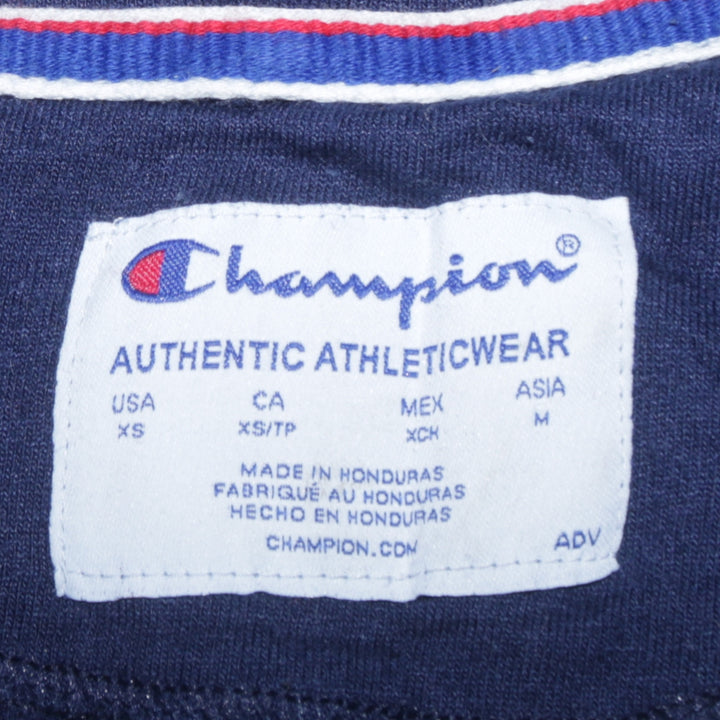 Champion®
AUTHENTIC ATHLETICWEAR
USA CA MEX ASIA
XS XS/TP XCH M
MADE IN HONDURAS
FABRIQUÉ AU HONDURAS
HECHO EN HONDURAS
CHAMPION.COM ADV